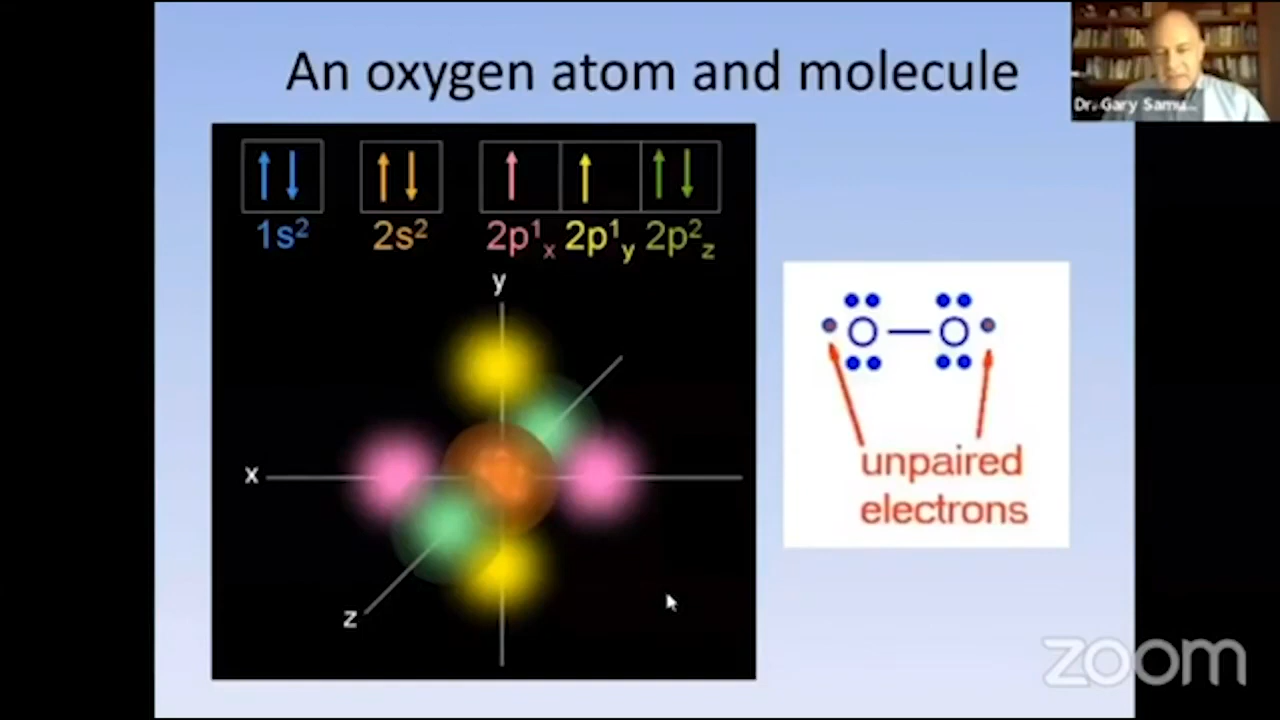 An oxygen atom and molecule
Dr. Gary Samu...
↑↓ ↑↓ ↑ ↑ ↑↓
1s² 2s² 2p¹x 2p¹y 2p²z
y
x
z
O — O
unpaired
electrons
zoom